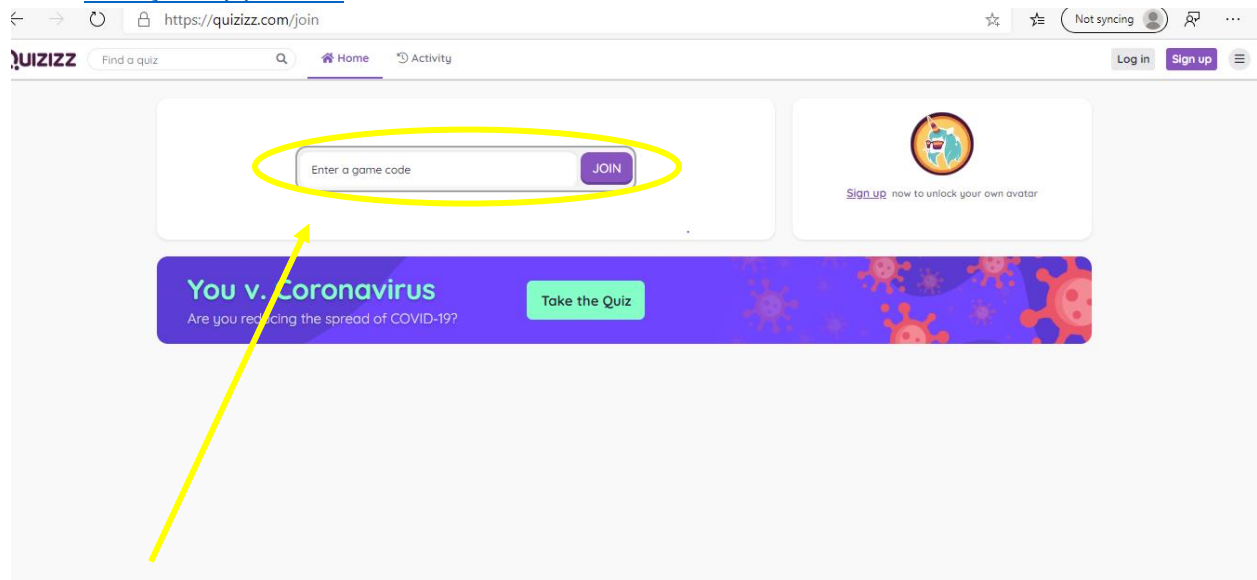 https://quizizz.com/join
Not syncing
QUIZIZZ
Find a quiz
Home
Activity
Log in
Sign up
Enter a game code
JOIN
Sign up now to unlock your own avatar
You v. Coronavirus
Are you reducing the spread of COVID-19?
Take the Quiz